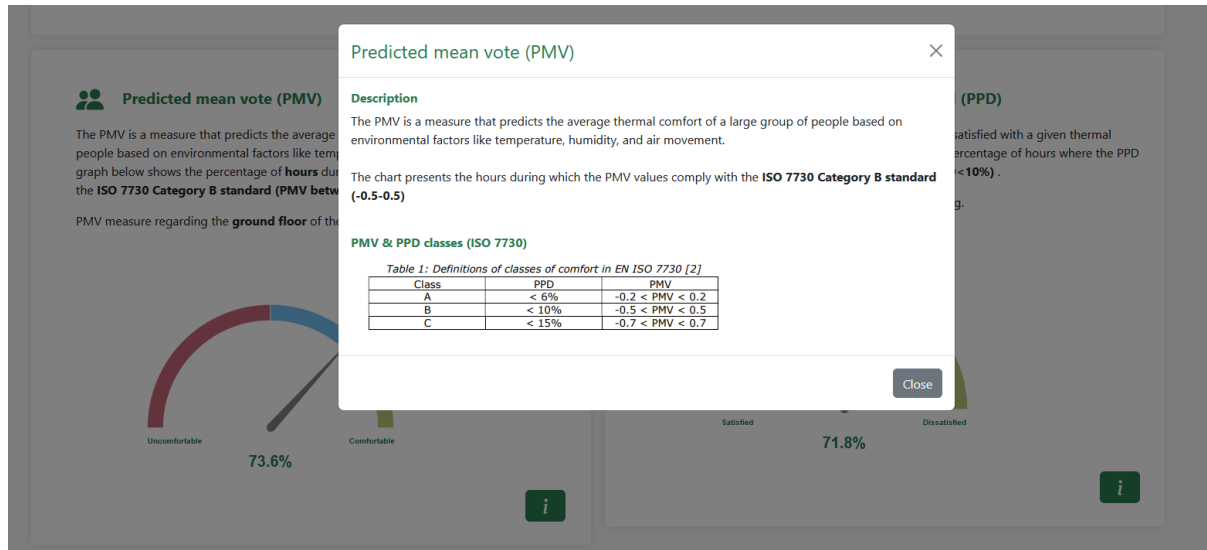 Predicted mean vote (PMV)
Description
The PMV is a measure that predicts the average thermal comfort of a large group of people based on
environmental factors like temperature, humidity, and air movement.
The chart presents the hours during which the PMV values comply with the ISO 7730 Category B standard
(-0.5-0.5)
PMV & PPD classes (ISO 7730)
Table 1: Definitions of classes of comfort in EN ISO 7730 [2]
Class PPD PMV
A < 6% -0.2 < PMV < 0.2
B < 10% -0.5 < PMV < 0.5
C < 15% -0.7 < PMV < 0.7
Close
Predicted mean vote (PMV)
The PMV is a measure that predicts the average
people based on environmental factors like
graph below shows the percentage of hours
the ISO 7730 Category B standard (PMV
PMV measure regarding the ground floor of
Uncomfortable
Comfortable
73.6%
i
(PPD)
satisfied with a given thermal
percentage of hours where the PPD
<10%) .
Satisfied
Dissatisfied
71.8%
i